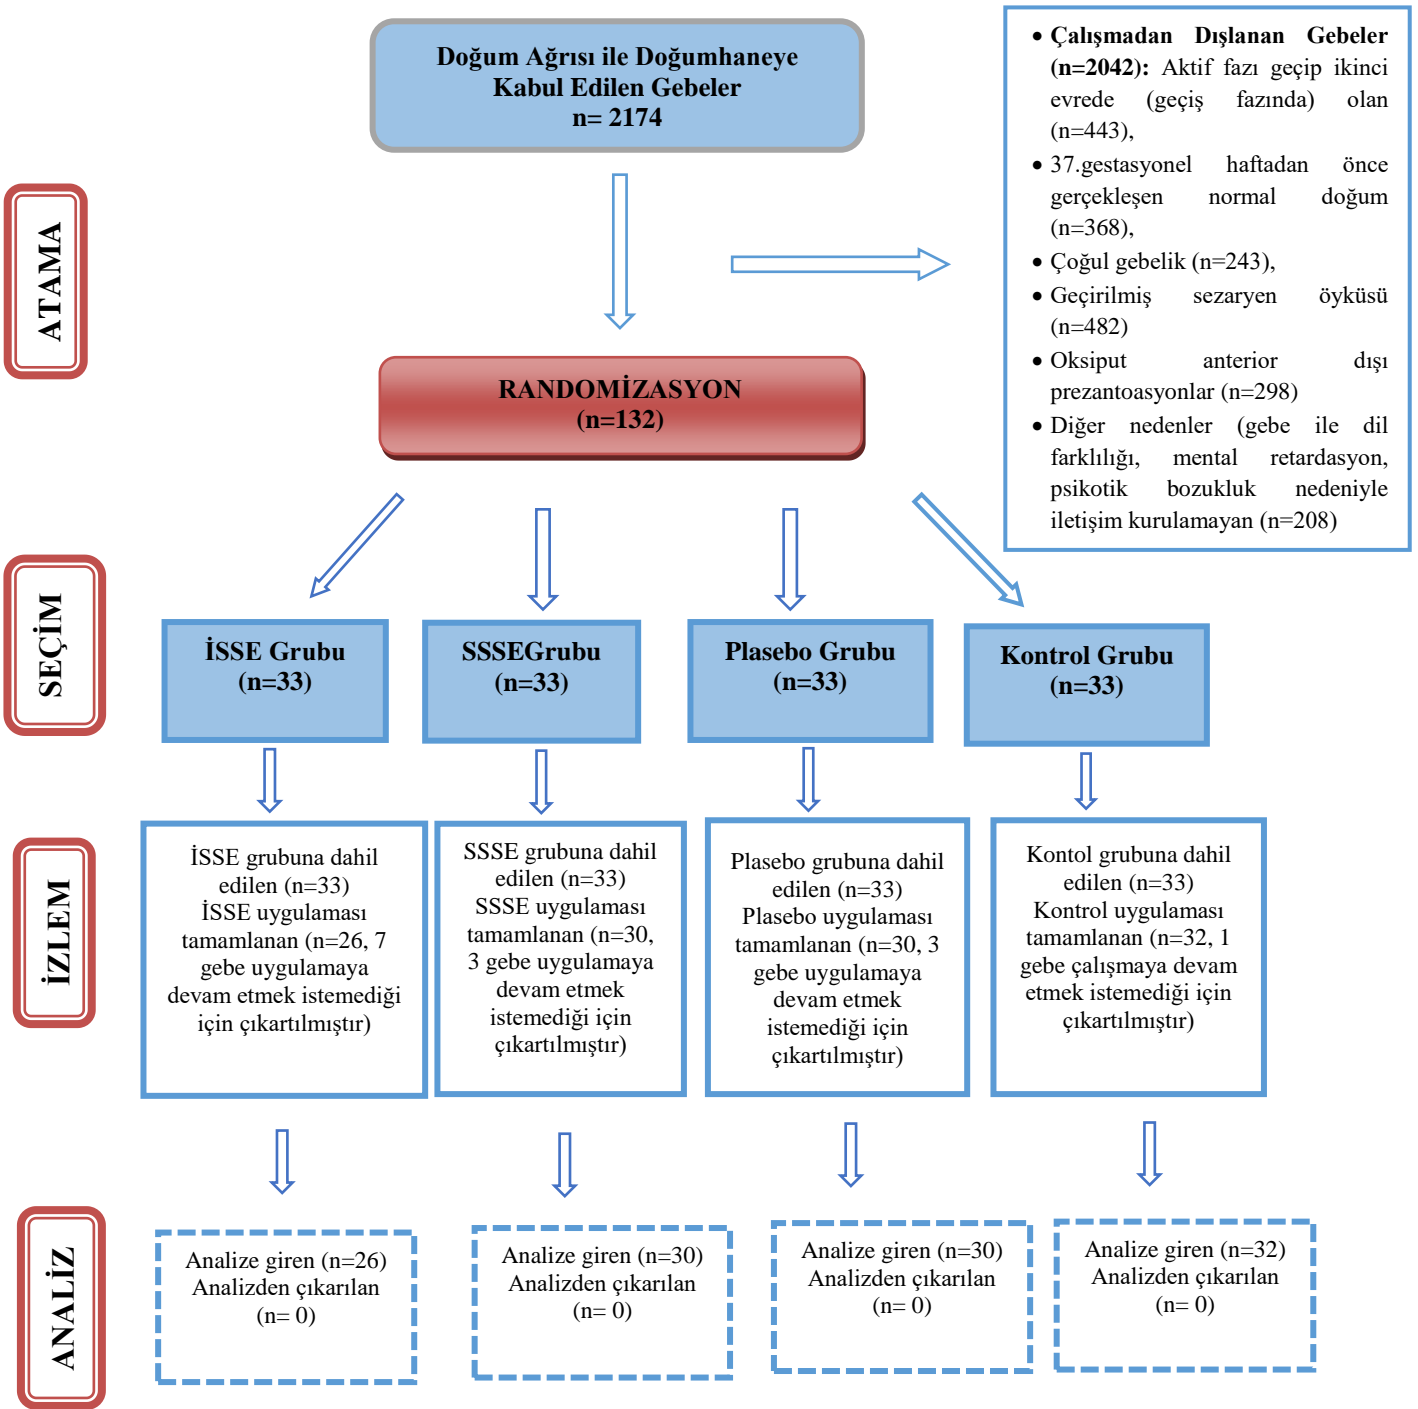 Doğum Ağrısı ile Doğumhaneye
Kabul Edilen Gebeler
n= 2174
• Çalışmadan Dışlanan Gebeler
(n=2042): Aktif fazı geçip ikinci
evrede (geçiş fazında) olan
(n=443),
• 37.gestasyonel haftadan önce
gerçekleşen normal doğum
(n=368),
• Çoğul gebelik (n=243),
• Geçirilmiş sezaryen öyküsü
(n=482)
• Oksiput anterior dışı
prezantoasyonlar (n=298)
• Diğer nedenler (gebe ile dil
farklılığı, mental retardasyon,
psikotik bozukluk nedeniyle
iletişim kurulamayan (n=208)
ATAMA
RANDOMİZASYON
(n=132)
SEÇİM
İSSE Grubu
(n=33)
SSSEGrubu
(n=33)
Plasebo Grubu
(n=33)
Kontrol Grubu
(n=33)
İZLEM
İSSE grubuna dahil
edilen (n=33)
İSSE uygulaması
tamamlanan (n=26, 7
gebe uygulamaya
devam etmek istemediği
için çıkartılmıştır)
SSSE grubuna dahil
edilen (n=33)
SSSE uygulaması
tamamlanan (n=30,
3 gebe uygulamaya
devam etmek
istemediği için
çıkartılmıştır)
Plasebo grubuna dahil
edilen (n=33)
Plasebo uygulaması
tamamlanan (n=30, 3
gebe uygulamaya
devam etmek
istemediği için
çıkartılmıştır)
Kontol grubuna dahil
edilen (n=33)
Kontrol uygulaması
tamamlanan (n=32, 1
gebe çalışmaya devam
etmek istemediği için
çıkartılmıştır)
ANALİZ
Analize giren (n=26)
Analizden çıkarılan
(n= 0)
Analize giren (n=30)
Analizden çıkarılan
(n= 0)
Analize giren (n=30)
Analizden çıkarılan
(n= 0)
Analize giren (n=32)
Analizden çıkarılan
(n= 0)